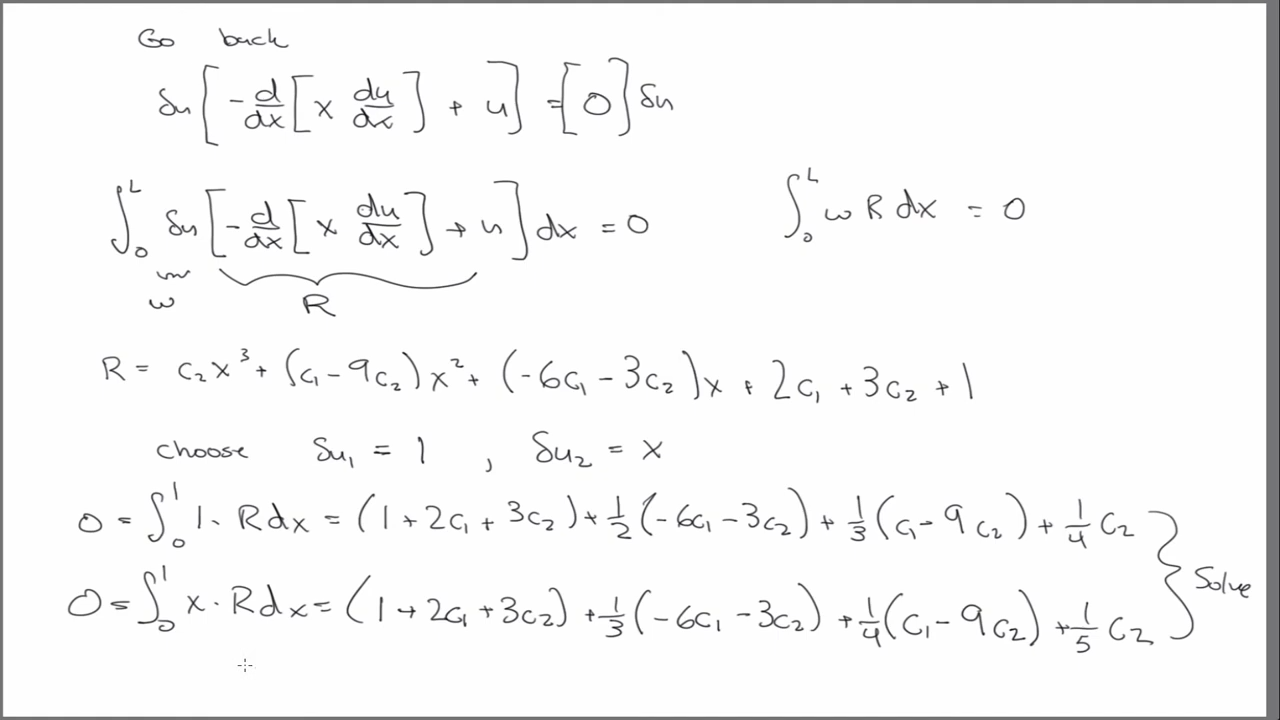 Go back
δu[-d/dx[x du/dx] + u] = [0]δu
∫₀ᴸ δu[-d/dx[x du/dx] + u]dx = 0    ∫₀ᴸ w R dx = 0
w    R
R = c₂x³ + (c₁ - 9c₂)x² + (-6c₁ - 3c₂)x + 2c₁ + 3c₂ + 1
choose δu₁ = 1 , δu₂ = x
0 = ∫₀¹ 1·R dx = (1 + 2c₁ + 3c₂) + 1/2(-6c₁ - 3c₂) + 1/3(c₁ - 9c₂) + 1/4 c₂
Solve
0 = ∫₀¹ x·R dx = (1 + 2c₁ + 3c₂) + 1/3(-6c₁ - 3c₂) + 1/4(c₁ - 9c₂) + 1/5 c₂